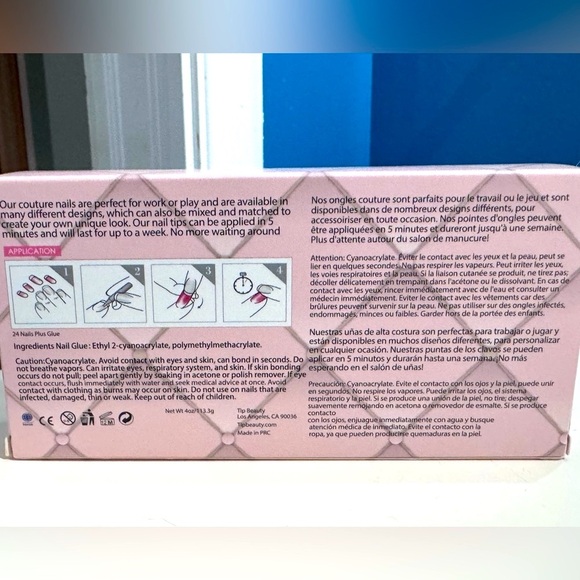 Our couture nails are perfect for work or play and are available in
many different designs, which can also be mixed and matched to
create your own unique look. Our nail tips can be applied in 5
minutes and will last for up to a week. No more waiting around
APPLICATION
1
2
3
4
24 Nails Plus Glue
Ingredients Nail Glue: Ethyl 2-cyanoacrylate, polymethylmethacrylate.
Caution:Cyanoacrylate. Avoid contact with eyes and skin, can bond in seconds. Do
not breathe vapors. Can irritate eyes, respiratory system, and skin. If skin bonding
occurs do not pull; peel apart gently by soaking in acetone or polish remover. If eye
contact occurs, flush immediately with water and seek medical advice at once. Avoid
contact with clothing as burns may occur on skin. Do not use on nails that are
infected, damaged, thin or weak. Keep out of reach of children.
CE
12 M
Net Wt 4oz/113.3g
Tip Beauty
Los Angeles, CA 90036
Tipbeauty.com
Made in PRC
Nos ongles couture sont parfaits pour le travail ou le jeu et sont
disponibles dans de nombreux designs différents, pour
accessoiriser en toute occasion. Nos pointes d'ongles peuvent
être appliquées en 5 minutes et dureront jusqu'à une semaine.
Plus d'attente autour du salon de manucure!
Attention: Cyanoacrylate. Éviter le contact avec les yeux et la peau, peut se
lier en quelques secondes. Na pas respirer les vapeurs. Peut irriter les yeux,
les voies respiratoires et la peau. Si la liaison cutanée se produit, ne tirez pas;
décoller délicatement en trempant dans l'acétone ou le dissolvant. En cas de
contact avec les yeux, rincer immédiatement avec de l'eau et consulter un
médecin immédiatement. Eviter le contact avec les vêtements car des
brûlures peuvent survenir sur la peau. Ne pas utiliser sur des ongles infectés,
endommagés, minces ou faibles. Garder hors de la portée des enfants.
Nuestras uñas de alta costura son perfectas para trabajar o jugar y
están disponibles en muchos diseños diferentes, para personalizar
en cualquier ocasión. Nuestras puntas de los clavos se pueden
aplicar en 5 minutos y durarán hasta una semana. ¡No más
esperando en el salón de uñas!
Precaución: Cyanoacrylate. Evite el contacto con los ojos y la piel, puede unir
en segundos. No respire los vapores. Puede irritar los ojos, el sistema
respiratorio y la piel. Si se produce una unión de la piel, no tire; despegar
suavemente remojando en acetona o removedor de esmalte. Si se produce
contacto
con los ojos, enjuague inmediatamente con agua y busque
atención médica de inmediato. Evite el contacto con la
ropa, ya que pueden producirse quemaduras en la piel.